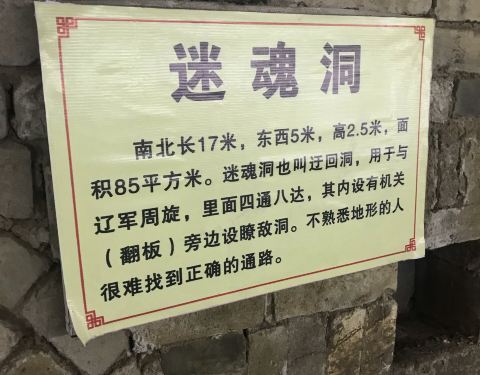 迷魂洞
南北长17米，东西5米，高2.5米，面
积85平方米。迷魂洞也叫迂回洞，用于与
辽军周旋，里面四通八达，其内设有机关
（翻板）旁边设瞭敌洞。不熟悉地形的人
很难找到正确的通路。